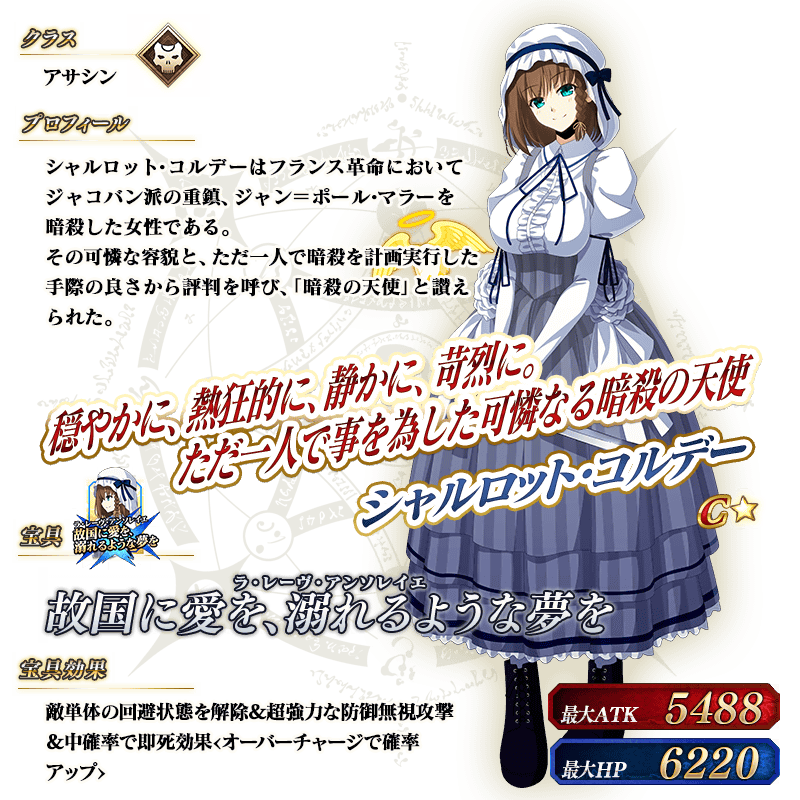 クラス
アサシン
プロフィール
シャルロット・コルデーはフランス革命において
ジャコバン派の重鎮、ジャン＝ポール・マラーを
暗殺した女性である。
その可憐な容貌と、ただ一人で暗殺を計画実行した
手際の良さから評判を呼び、「暗殺の天使」と讃え
られた。
穏やかに、熱狂的に、静かに、苛烈に。
ただ一人で事を為した可憐なる暗殺の天使
シャルロット・コルデー
C
宝具
ラ・レーヴ・アンソレイエ
故国に愛を、
溺れるような夢を
ラ・レーヴ・アンソレイエ
故国に愛を、溺れるような夢を
宝具効果
敵単体の回避状態を解除&超強力な防御無視攻撃
&中確率で即死効果<オーバーチャージで確率
アップ>
最大ATK 5488
最大HP 6220